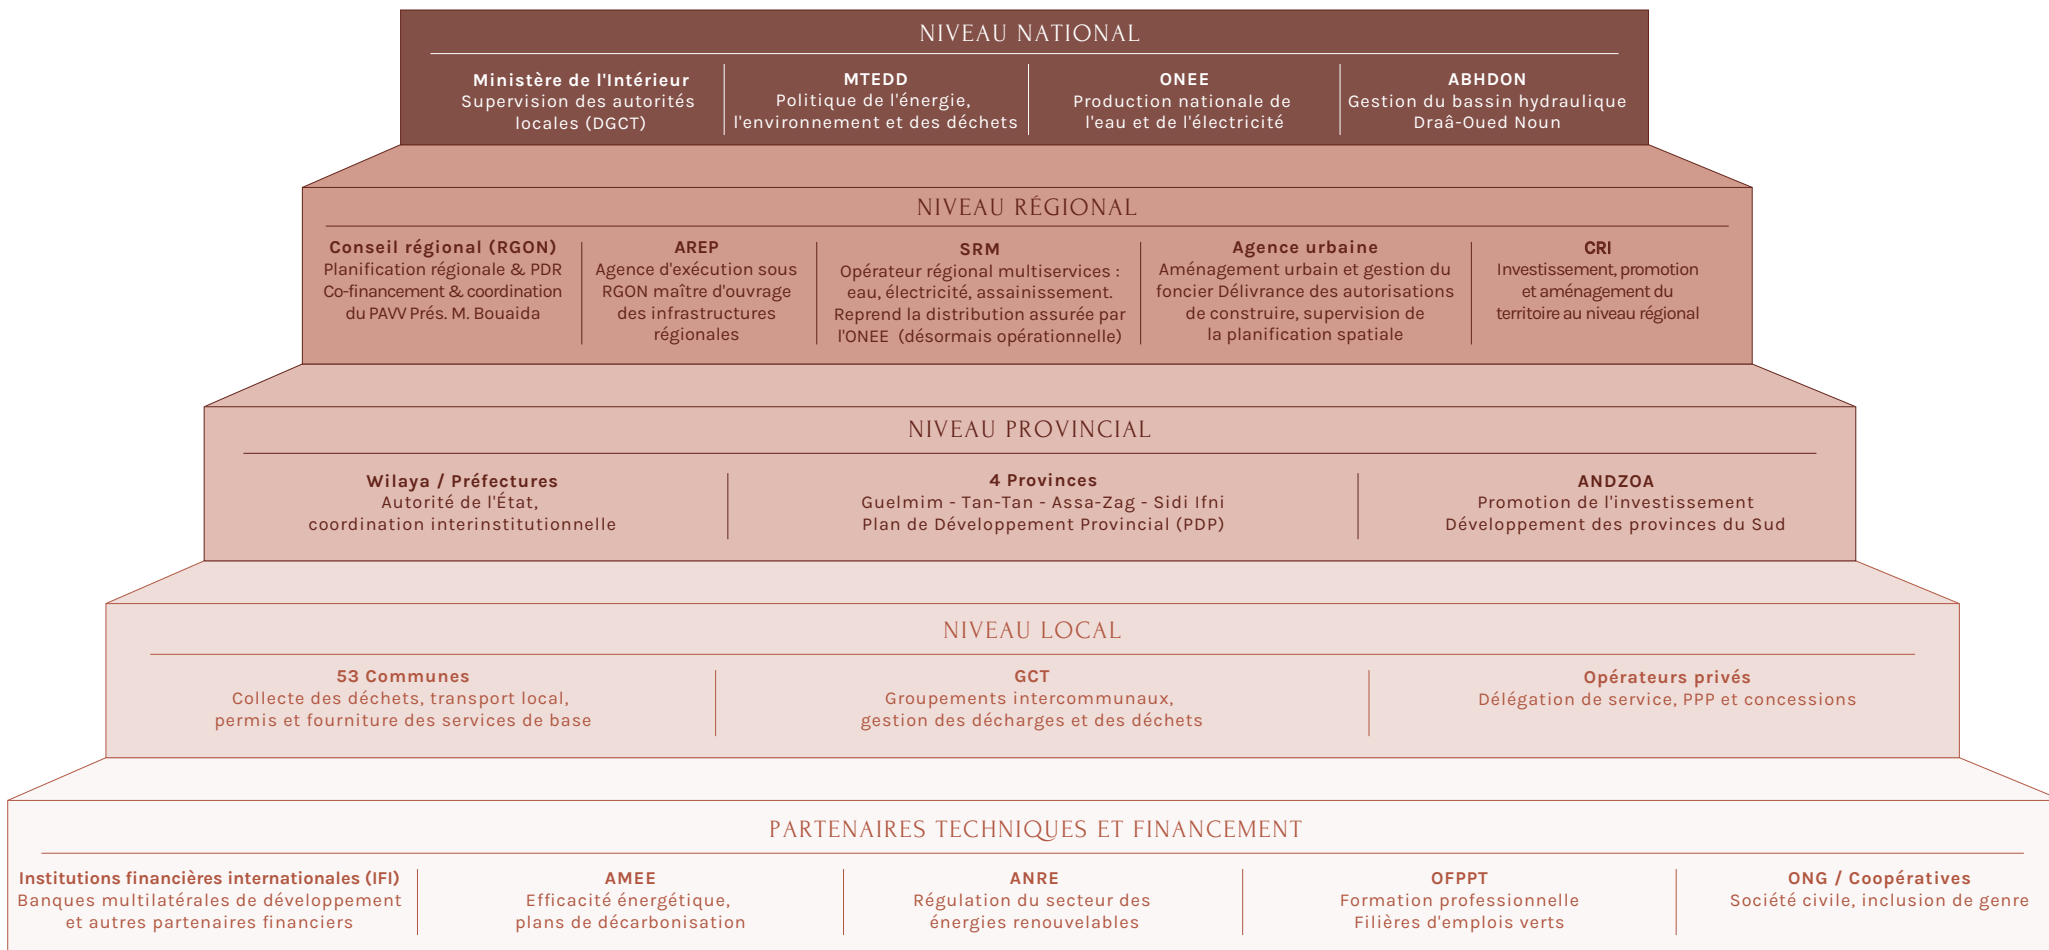 NIVEAU NATIONAL
Ministère de l'Intérieur
Supervision des autorités
locales (DGCT)
MTEDD
Politique de l'énergie,
l'environnement et des déchets
ONEE
Production nationale de
l'eau et de l'électricité
ABHDON
Gestion du bassin hydraulique
Draâ-Oued Noun
NIVEAU RÉGIONAL
Conseil régional (RGON)
Planification régionale & PDR
Co-financement & coordination
du PAVV Prés. M. Bouaida
AREP
Agence d'exécution sous
RGON maître d'ouvrage
des infrastructures
régionales
SRM
Opérateur régional multiservices :
eau, électricité, assainissement.
Reprend la distribution assurée par
l'ONEE (désormais opérationnelle)
Agence urbaine
Aménagement urbain et gestion du
foncier Délivrance des autorisations
de construire, supervision de
la planification spatiale
CRI
Investissement, promotion
et aménagement du
territoire au niveau régional
NIVEAU PROVINCIAL
Wilaya / Préfectures
Autorité de l'État,
coordination interinstitutionnelle
4 Provinces
Guelmim - Tan-Tan - Assa-Zag - Sidi Ifni
Plan de Développement Provincial (PDP)
ANDZOA
Promotion de l'investissement
Développement des provinces du Sud
NIVEAU LOCAL
53 Communes
Collecte des déchets, transport local,
permis et fourniture des services de base
GCT
Groupements intercommunaux,
gestion des décharges et des déchets
Opérateurs privés
Délégation de service, PPP et concessions
PARTENAIRES TECHNIQUES ET FINANCEMENT
Institutions financières internationales (IFI)
Banques multilatérales de développement
et autres partenaires financiers
AMEE
Efficacité énergétique,
plans de décarbonisation
ANRE
Régulation du secteur des
énergies renouvelables
OFPPT
Formation professionnelle
Filières d'emplois verts
ONG / Coopératives
Société civile, inclusion de genre